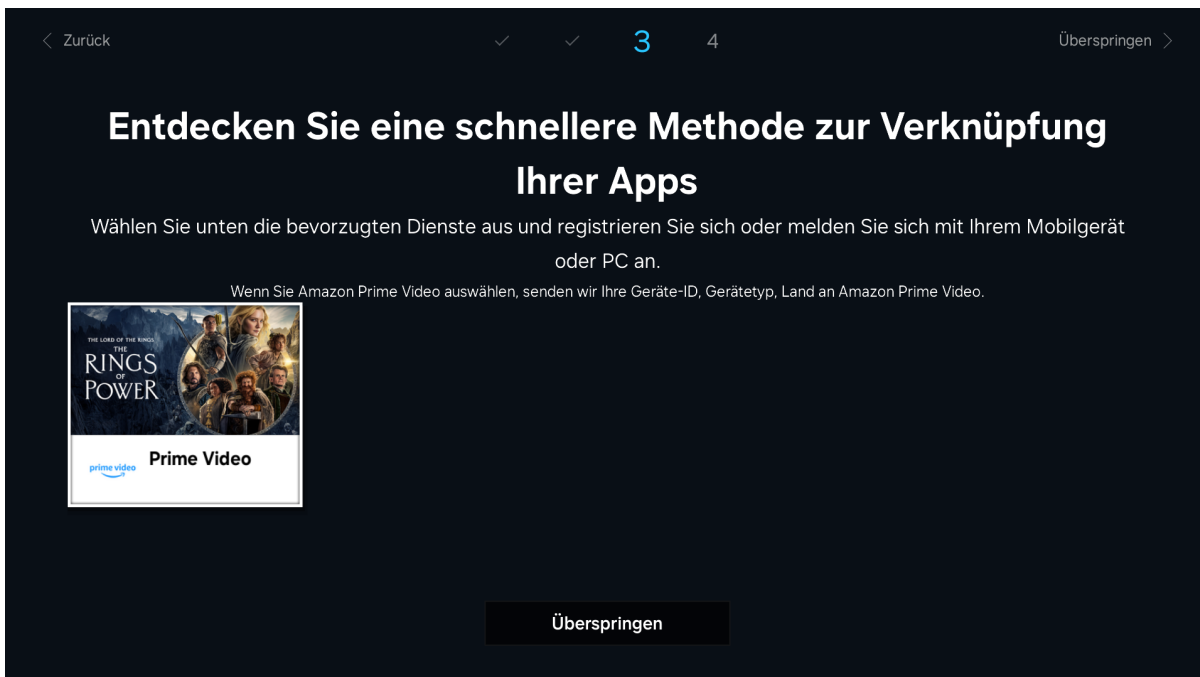 Zurück
3
4
Überspringen
Entdecken Sie eine schnellere Methode zur Verknüpfung
Ihrer Apps
Wählen Sie unten die bevorzugten Dienste aus und registrieren Sie sich oder melden Sie sich mit Ihrem Mobilgerät
oder PC an.
Wenn Sie Amazon Prime Video auswählen, senden wir Ihre Geräte-ID, Gerätetyp, Land an Amazon Prime Video.
THE LORD OF THE RINGS
THE
RINGS
OF
POWER
prime video
Prime Video
Überspringen